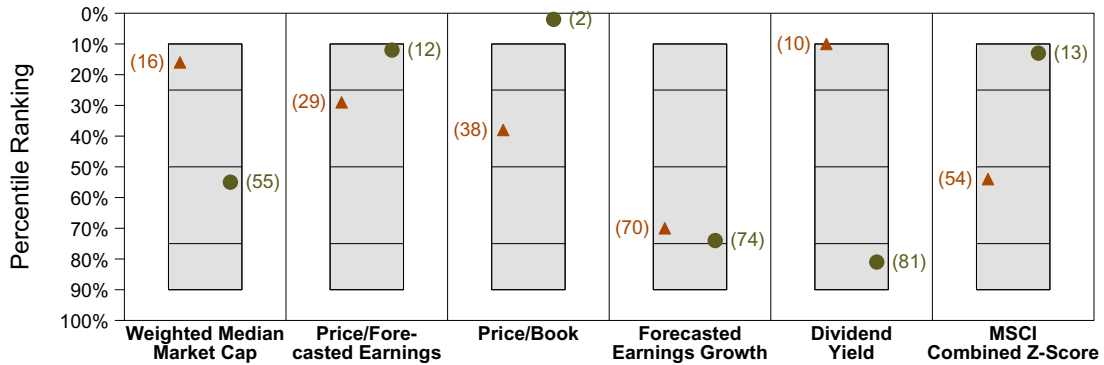 Percentile Ranking
0%
10%
20%
30%
40%
50%
60%
70%
80%
90%
100%
(16)
(55)
(12)
(29)
(2)
(38)
(70)
(74)
(10)
(81)
(13)
(54)
Weighted Median
Market Cap
Price/Fore-
casted Earnings
Price/Book
Forecasted
Earnings Growth
Dividend
Yield
MSCI
Combined Z-Score